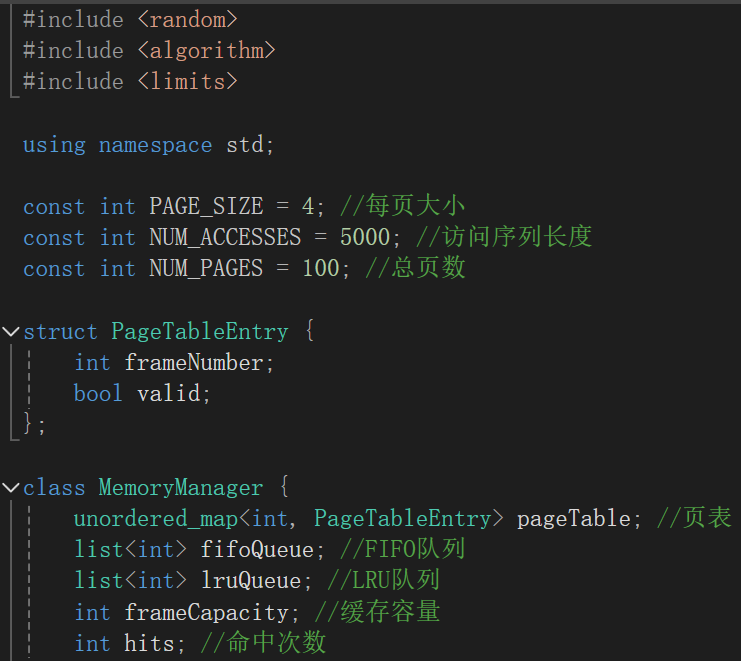 #include <random>
#include <algorithm>
#include <limits>
using namespace std;
const int PAGE_SIZE = 4; //每页大小
const int NUM_ACCESSES = 5000; //访问序列长度
const int NUM_PAGES = 100; //总页数
struct PageTableEntry {
    int frameNumber;
    bool valid;
};
class MemoryManager {
    unordered_map<int, PageTableEntry> pageTable; //页表
    list<int> fifoQueue; //FIFO队列
    list<int> lruQueue; //LRU队列
    int frameCapacity; //缓存容量
    int hits; //命中次数